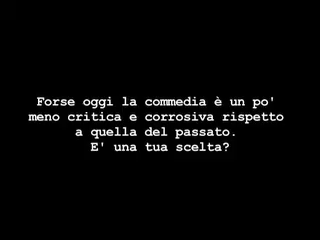 Forse oggi la commedia è un po'
meno critica e corrosiva rispetto
a quella del passato.
E' una tua scelta?